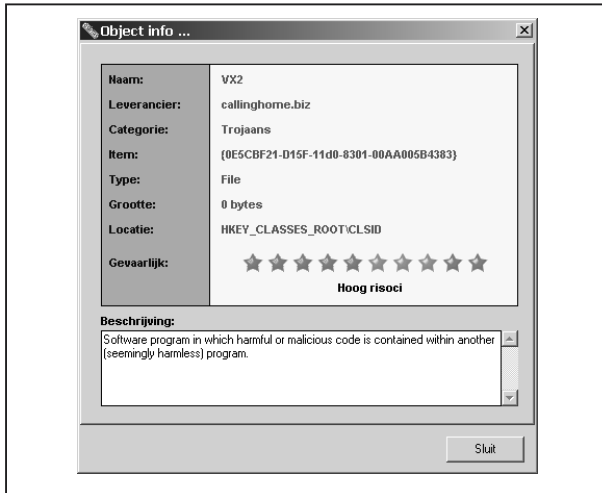 Object info ...
Naam: VX2
Leverancier: callinghome.biz
Categorie: Trojaans
Item: {0E5CBF21-D15F-11d0-8301-00AA005B4383}
Type: File
Grootte: 0 bytes
Locatie: HKEY_CLASSES_ROOT\CLSID
Gevaarlijk:
Hoog risoci
Beschrijving:
Software program in which harmful or malicious code is contained within another
(seemingly harmless) program.
Sluit